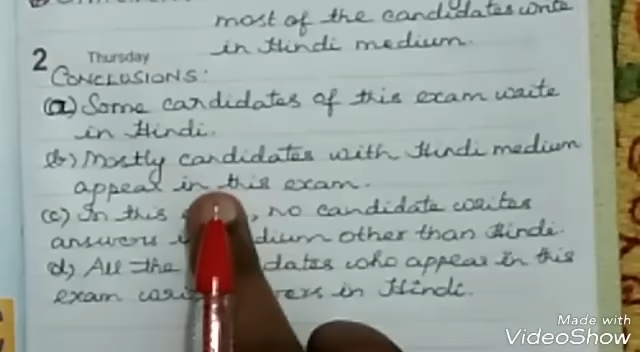 most of the candidates write
in Hindi medium.
2 Thursday
CONCLUSIONS:
(a) Some candidates of this exam write
in Hindi.
(b) Mostly candidates with Hindi medium
appear in this exam.
(c) In this , no candidate writes
answers dium other than Hindi.
(d) All the dates who appear in this
exam ers in Hindi.
Made with
VideoShow